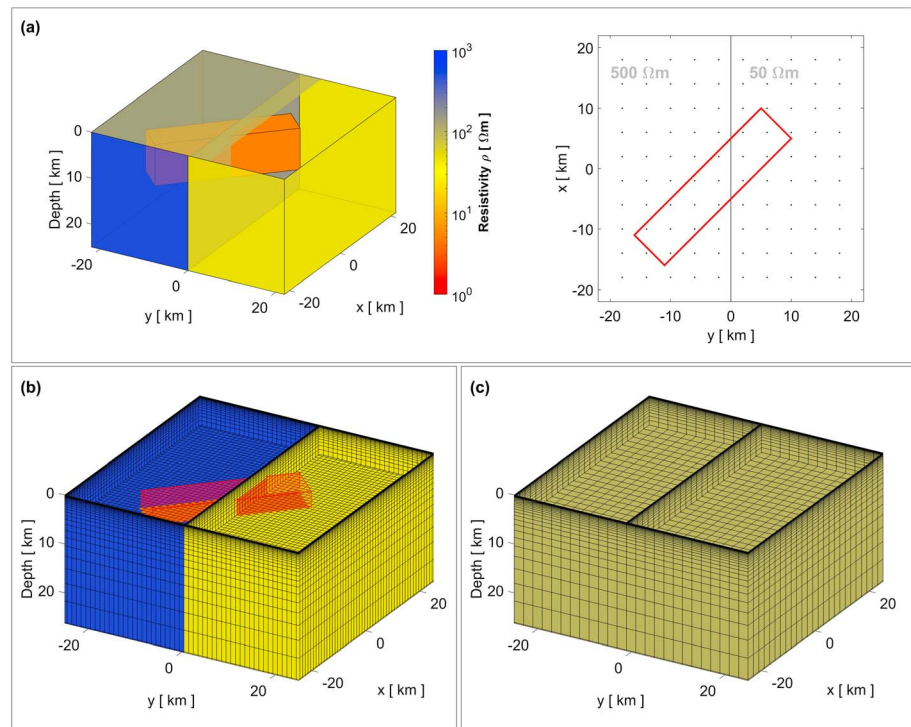 (a)
0
10
20
Depth [ km ]
-20
0
20
y [ km ]
-20
0
20
x [ km ]
10³
10²
10¹
10⁰
Resistivity ρ [ Ωm ]
500 Ωm
50 Ωm
20
10
0
-10
-20
x [ km ]
-20
-10
0
10
20
y [ km ]
(b)
0
10
20
Depth [ km ]
-20
0
20
y [ km ]
-20
0
20
x [ km ]
(c)
0
10
20
Depth [ km ]
-20
0
20
y [ km ]
-20
0
20
x [ km ]